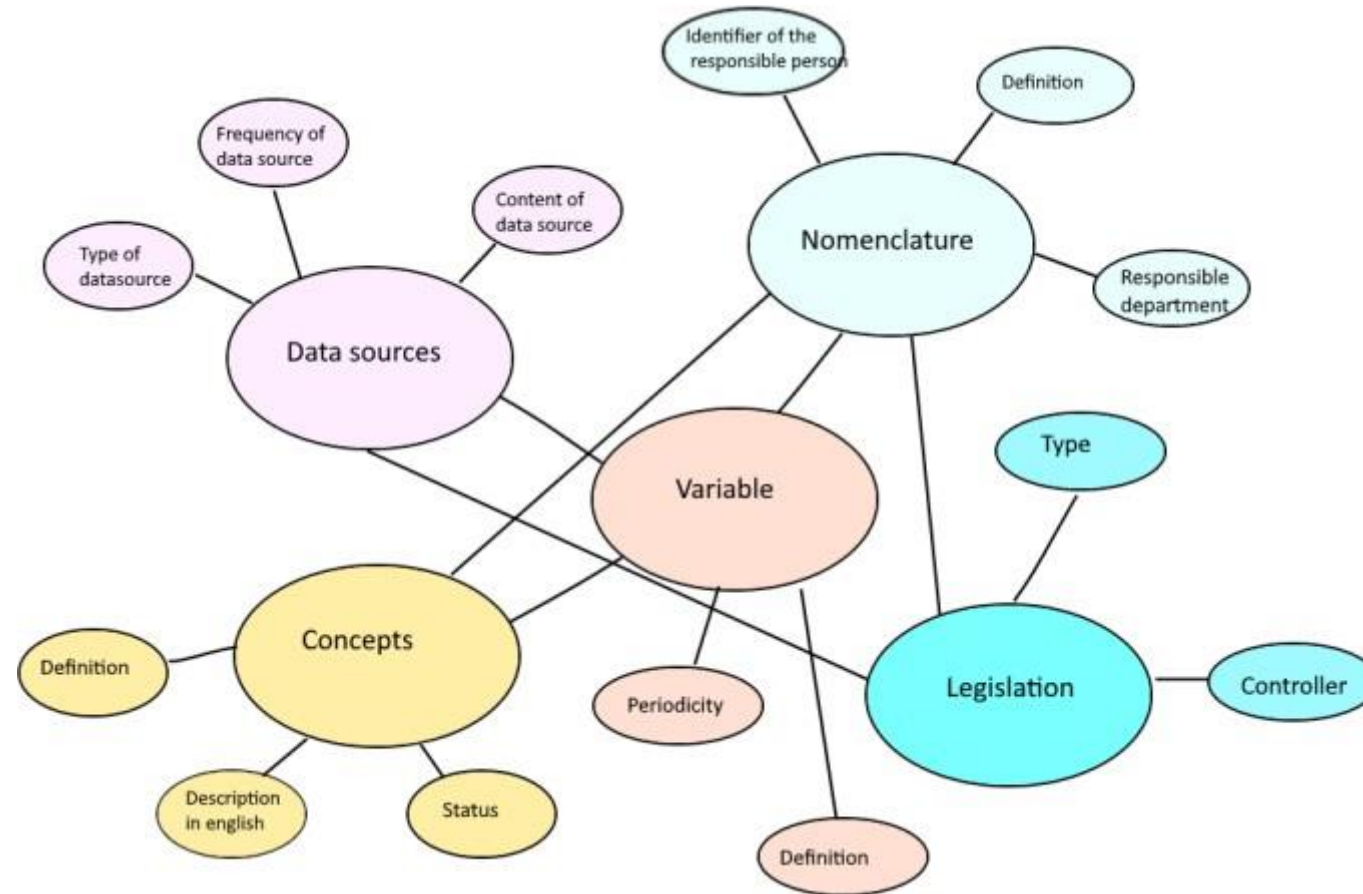 Identifier of the
responsible person
Definition
Frequency of
data source
Content of
data source
Type of
datasource
Nomenclature
Responsible
department
Data sources
Type
Variable
Concepts
Definition
Legislation
Controller
Periodicity
Description
in english
Status
Definition